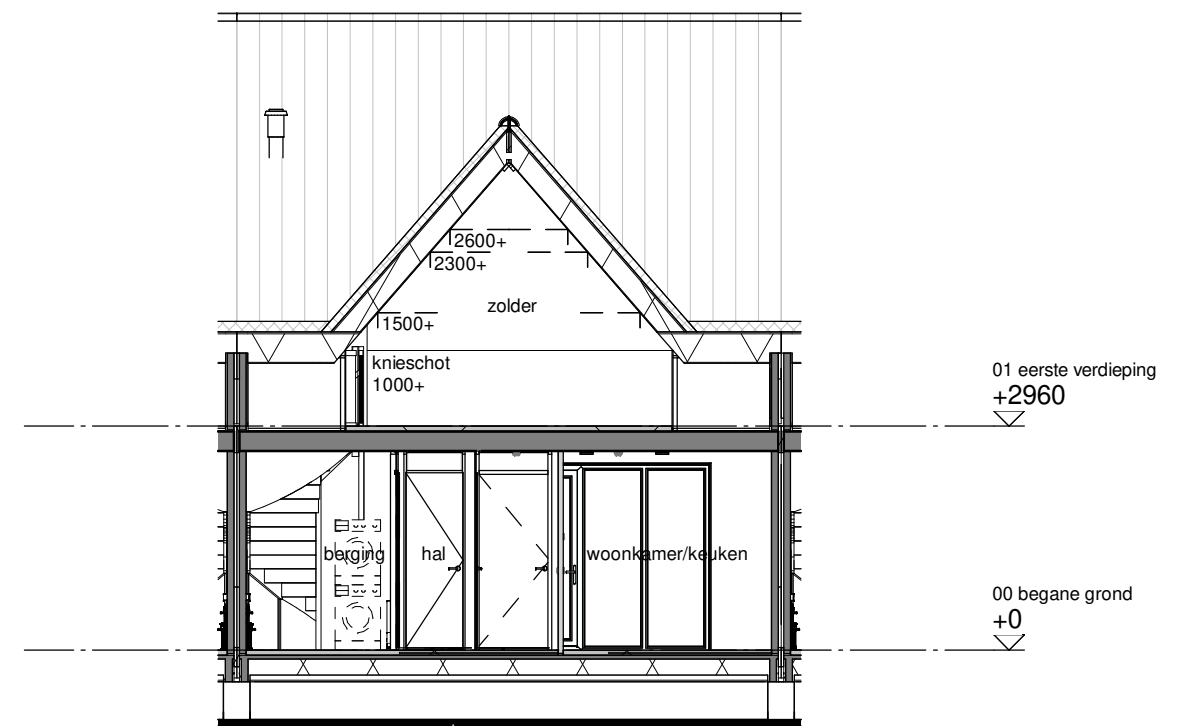 2600+
2300+
zolder
1500+
knieschot
1000+
01 eerste verdieping
+2960
berging
hal
woonkamer/keuken
00 begane grond
+0